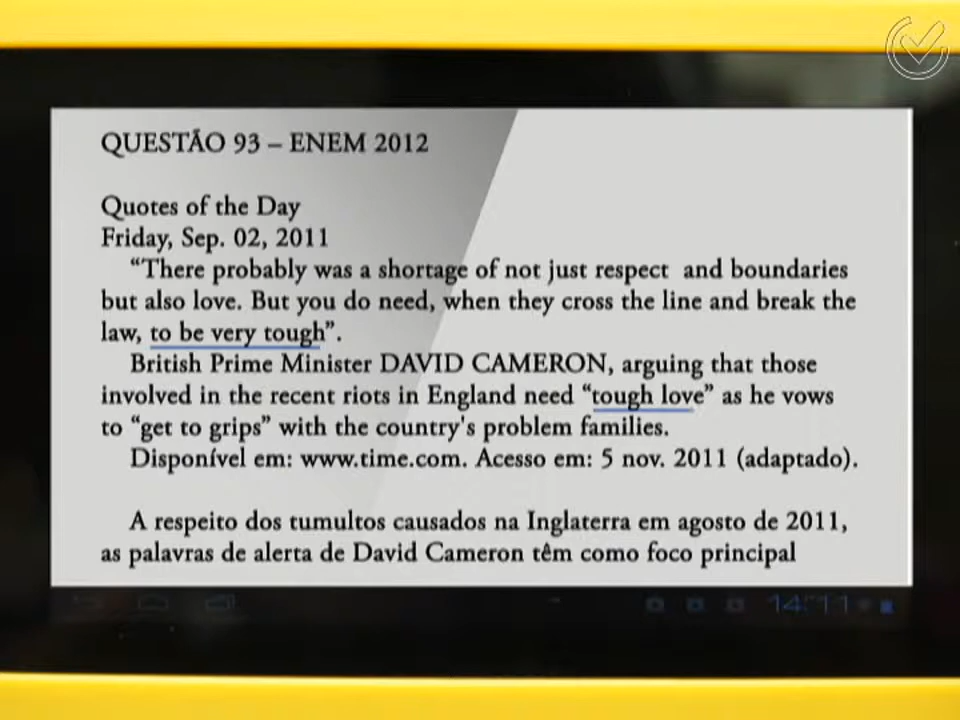 QUESTÃO 93 – ENEM 2012
Quotes of the Day
Friday, Sep. 02, 2011
“There probably was a shortage of not just respect and boundaries
but also love. But you do need, when they cross the line and break the
law, to be very tough”.
British Prime Minister DAVID CAMERON, arguing that those
involved in the recent riots in England need “tough love” as he vows
to “get to grips” with the country's problem families.
Disponível em: www.time.com. Acesso em: 5 nov. 2011 (adaptado).
A respeito dos tumultos causados na Inglaterra em agosto de 2011,
as palavras de alerta de David Cameron têm como foco principal
14:11